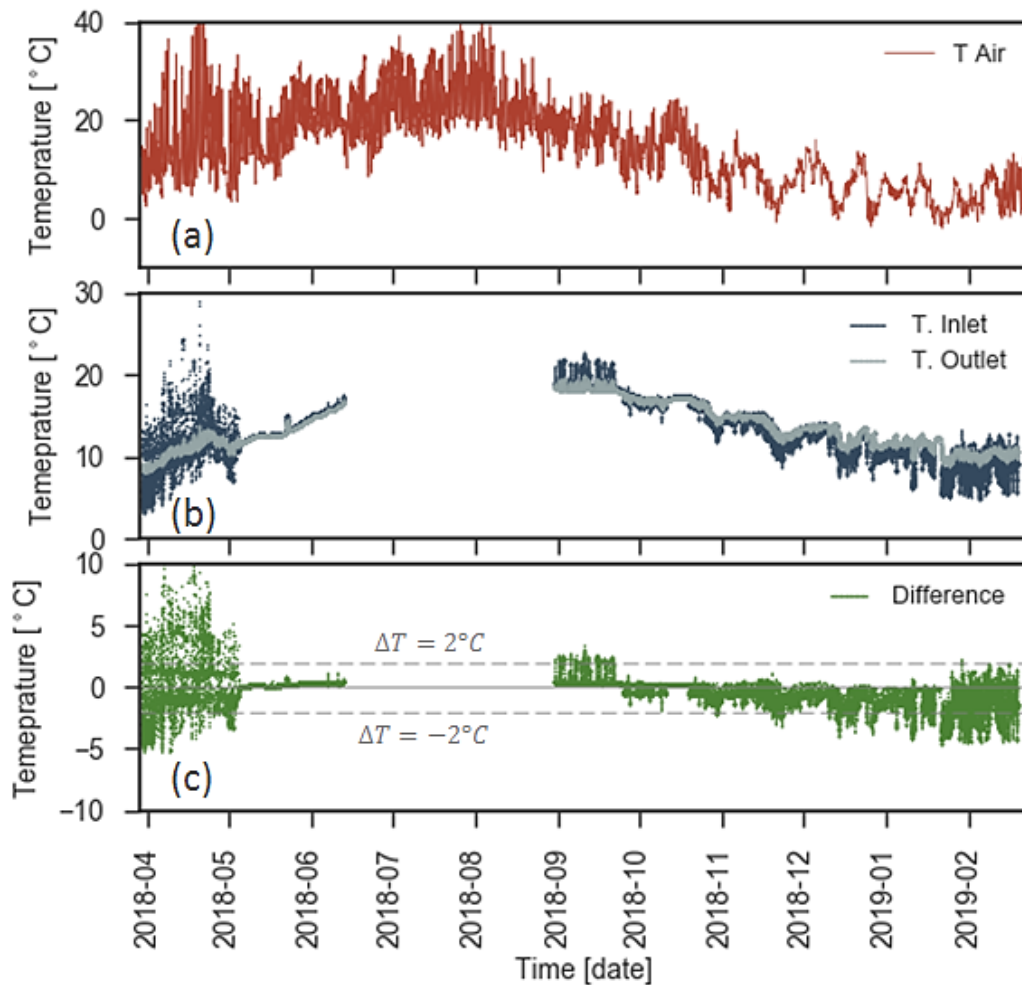 40
20
0
Temeprature [°C]
T Air
(a)
30
20
10
0
Temeprature [°C]
T. Inlet
T. Outlet
(b)
10
5
0
−5
−10
Temeprature [°C]
Difference
ΔT = 2°C
ΔT = −2°C
(c)
2018-04
2018-05
2018-06
2018-07
2018-08
2018-09
2018-10
2018-11
2018-12
2019-01
2019-02
Time [date]